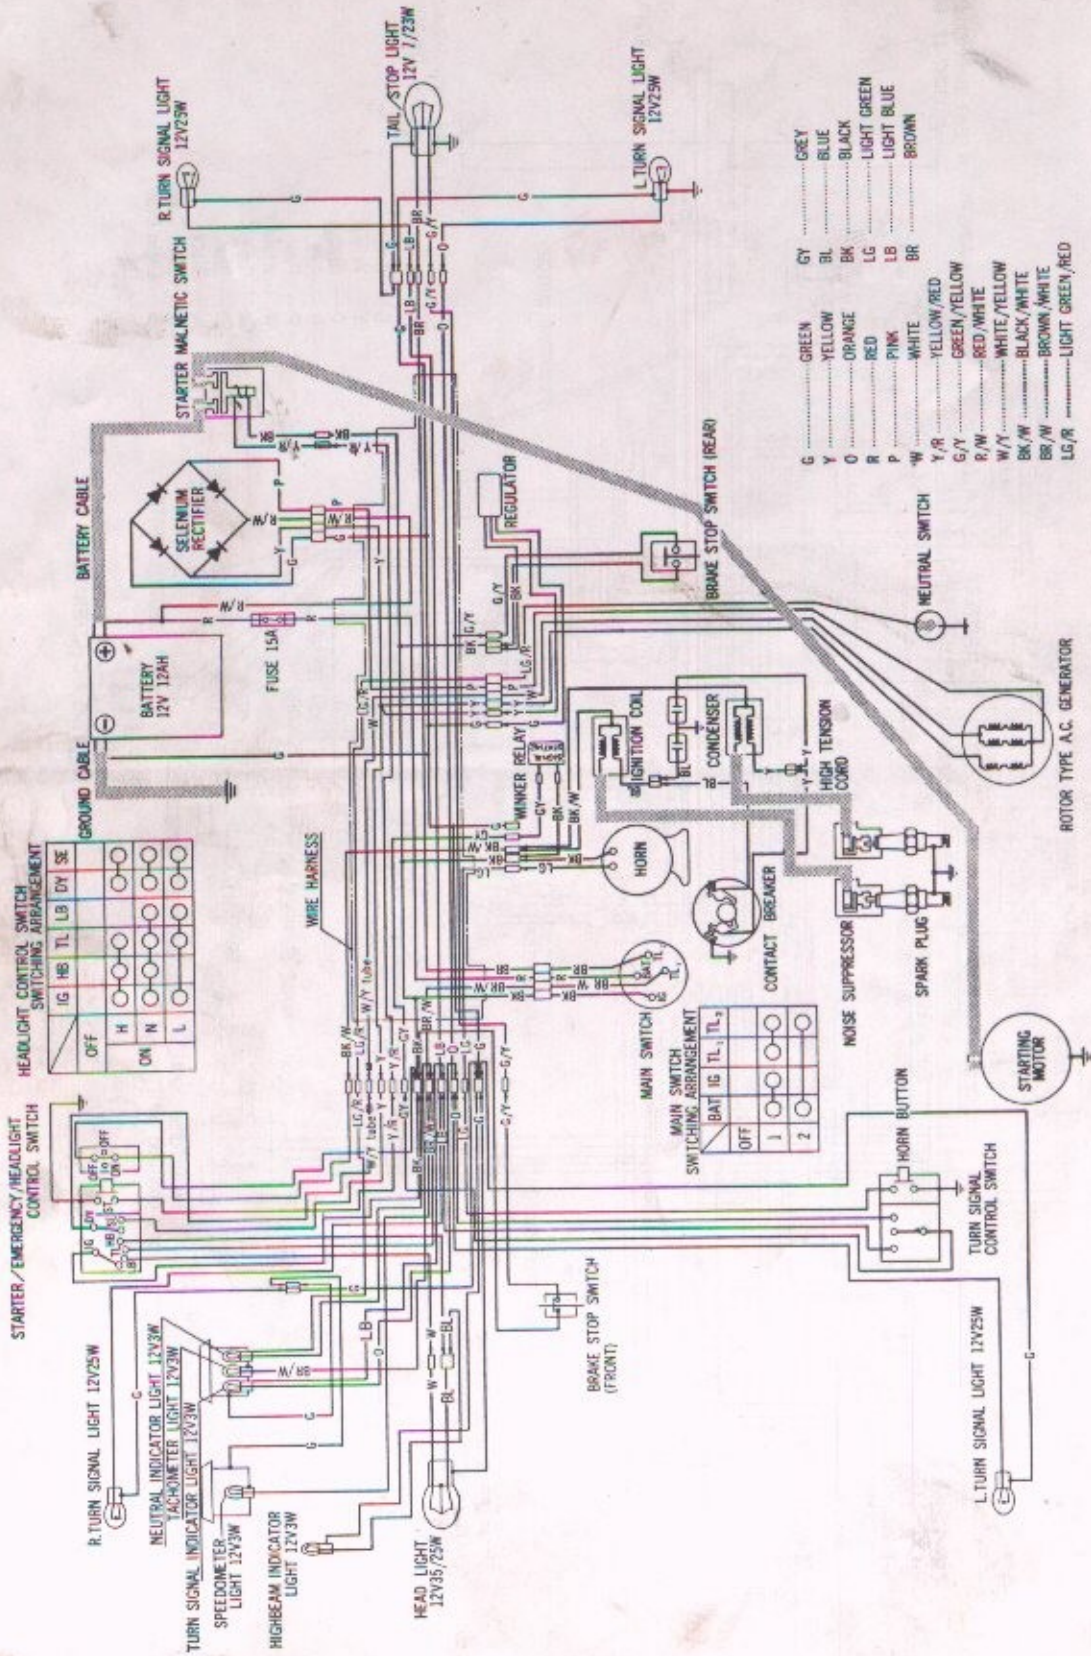 R.TURN SIGNAL LIGHT
12V25W
TAIL/STOP LIGHT
12V 7/23W
L.TURN SIGNAL LIGHT
12V25W
STARTER MALNETIC SWITCH
BATTERY CABLE
SELENIUM
RECTIFIER
BATTERY
12V 12AH
FUSE 15A
GROUND CABLE
REGULATOR
BRAKE STOP SWITCH (REAR)
NEUTRAL SWITCH
ROTOR TYPE A.C. GENERATOR
G GREEN
Y YELLOW
O ORANGE
R RED
P PINK
W WHITE
Y/R YELLOW/RED
G/Y GREEN/YELLOW
R/W RED/WHITE
W/Y WHITE/YELLOW
BK/W BLACK/WHITE
BR/W BROWN/WHITE
LG/R LIGHT GREEN/RED
GY GREY
BL BLUE
BK BLACK
LG LIGHT GREEN
LB LIGHT BLUE
BR BROWN
WINKER RELAY
IGNITION COIL
CONDENSER
HIGH TENSION
CORD
HORN
CONTACT BREAKER
NOISE SUPPRESSOR
SPARK PLUG
STARTING
MOTOR
WIRE HARNESS
HEADLIGHT CONTROL SWITCH
SWITCHING ARRANGEMENT
IG HB TL LB DY SE
OFF
ON
H
N
L
MAIN SWITCH
BAT TL₂
TL₁
MAIN SWITCH
SWITCHING ARRANGEMENT
BAT IG TL₁ TL₂
OFF
1
2
STARTER/EMERGENCY/HEADLIGHT
CONTROL SWITCH
HORN BUTTON
TURN SIGNAL
CONTROL SWITCH
BRAKE STOP SWITCH
(FRONT)
R.TURN SIGNAL LIGHT 12V25W
NEUTRAL INDICATOR LIGHT 12V3W
TACHOMETER LIGHT 12V3W
TURN SIGNAL INDICATOR LIGHT 12V3W
SPEEDOMETER
LIGHT 12V3W
HIGHBEAM INDICATOR
LIGHT 12V3W
HEAD LIGHT
12V35/25W
L.TURN SIGNAL LIGHT 12V25W